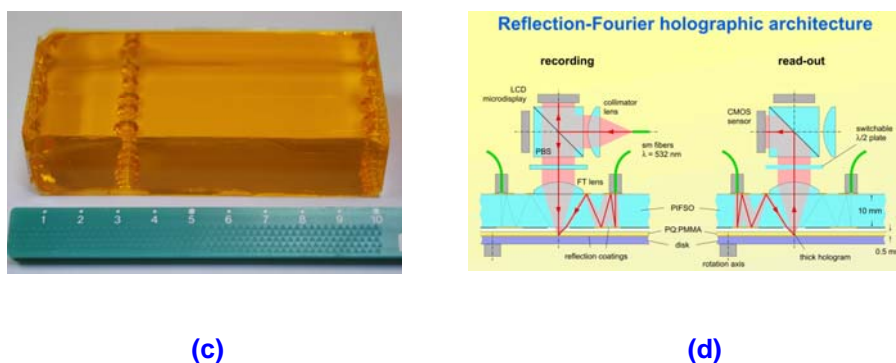 1 2 3 4 5 6 7 8 9 10
(c)
Reflection-Fourier holographic architecture
recording
read-out
LCD
microdisplay
collimator
lens
PBS
sm fibers
λ = 532 nm
FT lens
CMOS
sensor
switchable
λ/2 plate
PIFSO
10 mm
PQ:PMMA
disk
0.5 m
reflection coatings
rotation axis
thick hologram
(d)